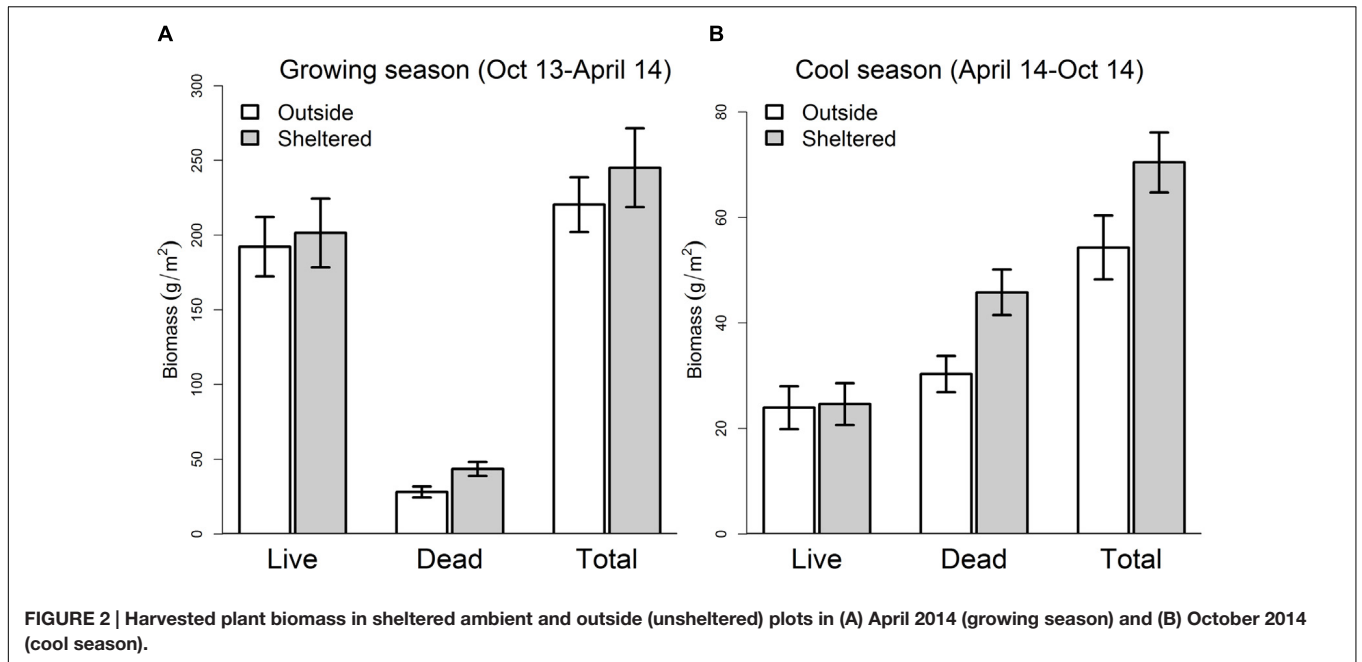 A
Growing season (Oct 13-April 14)
Outside
Sheltered
Biomass (g/m²)
0
50
100
150
200
250
300
Live
Dead
Total
B
Cool season (April 14-Oct 14)
Outside
Sheltered
Biomass (g/m²)
0
20
40
60
80
Live
Dead
Total
FIGURE 2 | Harvested plant biomass in sheltered ambient and outside (unsheltered) plots in (A) April 2014 (growing season) and (B) October 2014
(cool season).